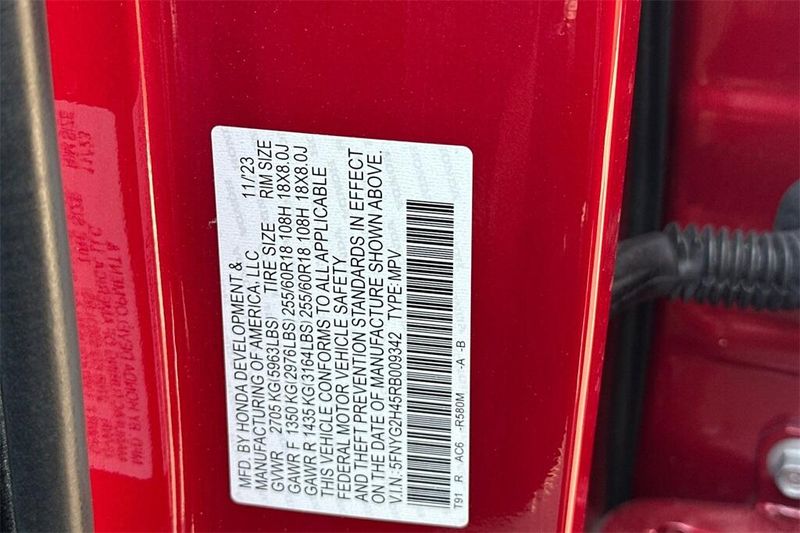 MFD. BY HONDA DEVELOPMENT &
MANUFACTURING OF AMERICA, LLC 11/'23
GVWR 2705 KG(5963LBS) TIRE SIZE RIM SIZE
GAWR F 1350 KG(2976LBS) 255/60R18 108H 18X8.0J
GAWR R 1435 KG(3164LBS) 255/60R18 108H 18X8.0J
THIS VEHICLE CONFORMS TO ALL APPLICABLE
FEDERAL MOTOR VEHICLE SAFETY
AND THEFT PREVENTION STANDARDS IN EFFECT
ON THE DATE OF MANUFACTURE SHOWN ABOVE.
V.I.N.: 5FNYG2H45RB009342 TYPE:MPV
T91 R AC6 -R580M -A -B